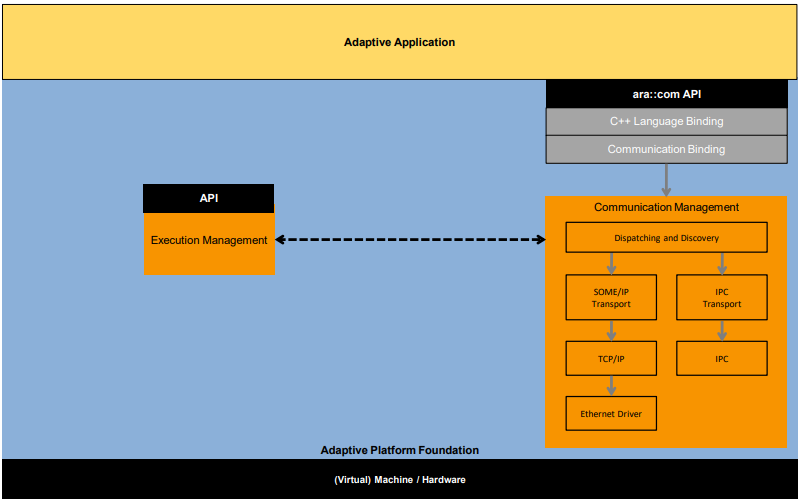 Adaptive Application
ara::com API
C++ Language Binding
Communication Binding
API
Execution Management
Communication Management
Dispatching and Discovery
SOME/IP
Transport
IPC
Transport
TCP/IP
IPC
Ethernet Driver
Adaptive Platform Foundation
(Virtual) Machine / Hardware